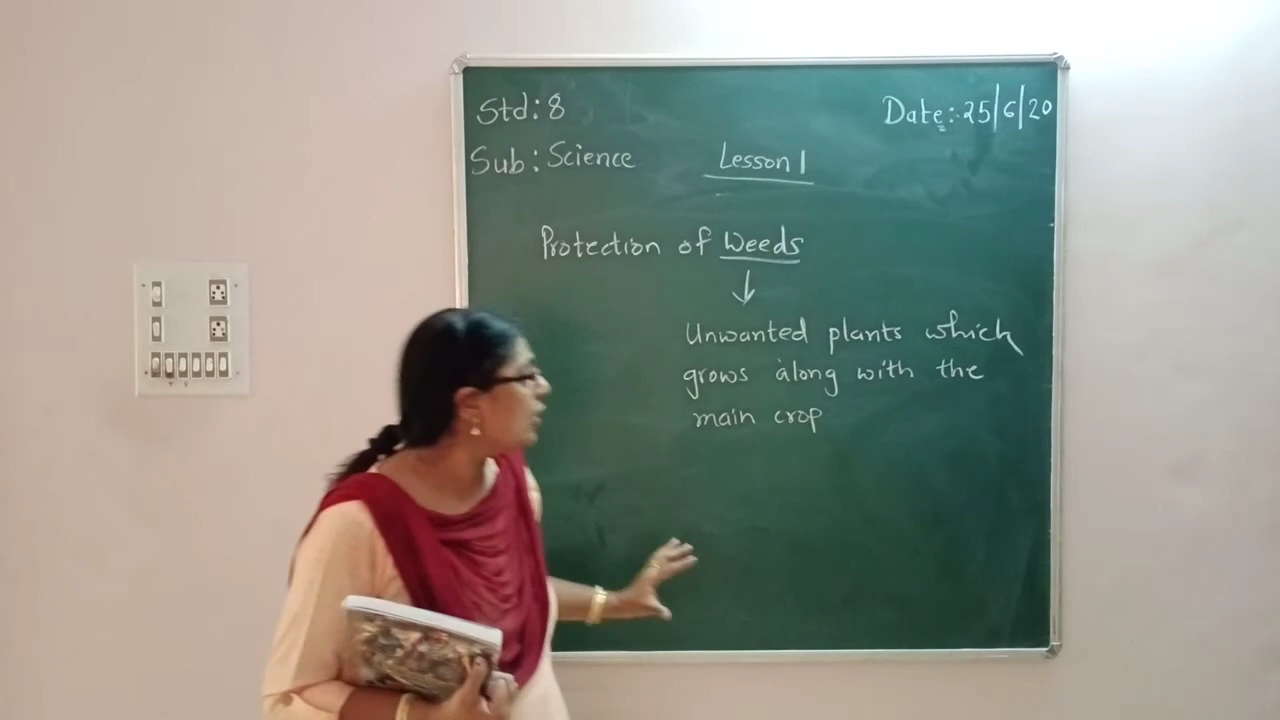 Std: 8
Date:- 25/6/20
Sub: Science
Lesson 1
Protection of Weeds
↓
Unwanted plants which
grows along with the
main crop